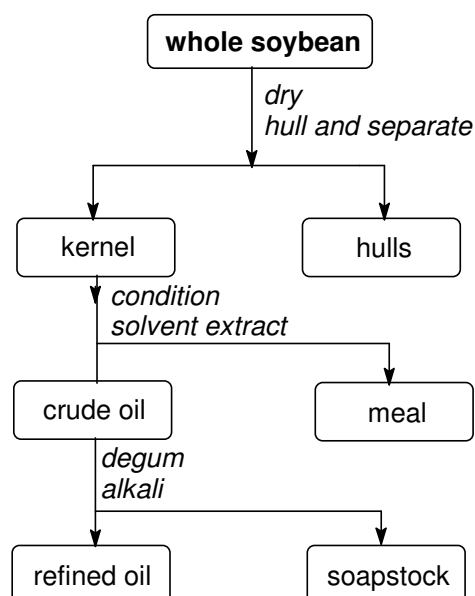 whole soybean
dry
hull and separate
kernel
hulls
condition
solvent extract
crude oil
meal
degum
alkali
refined oil
soapstock